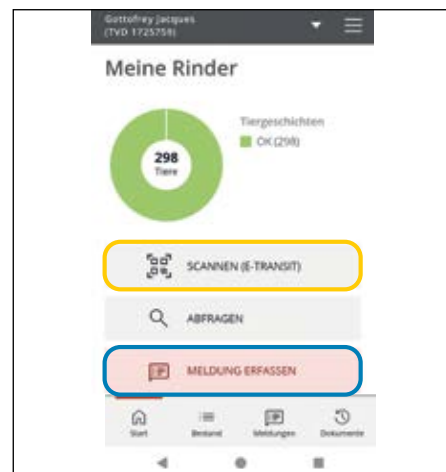 Gottofrey Jacques
(TVD 1725759)
Meine Rinder
Tiergeschichten
OK (298)
298
Tiere
SCANNEN (E-TRANSIT)
ABFRAGEN
MELDUNG ERFASSEN
Start
Bestand
Meldungen
Dokumente